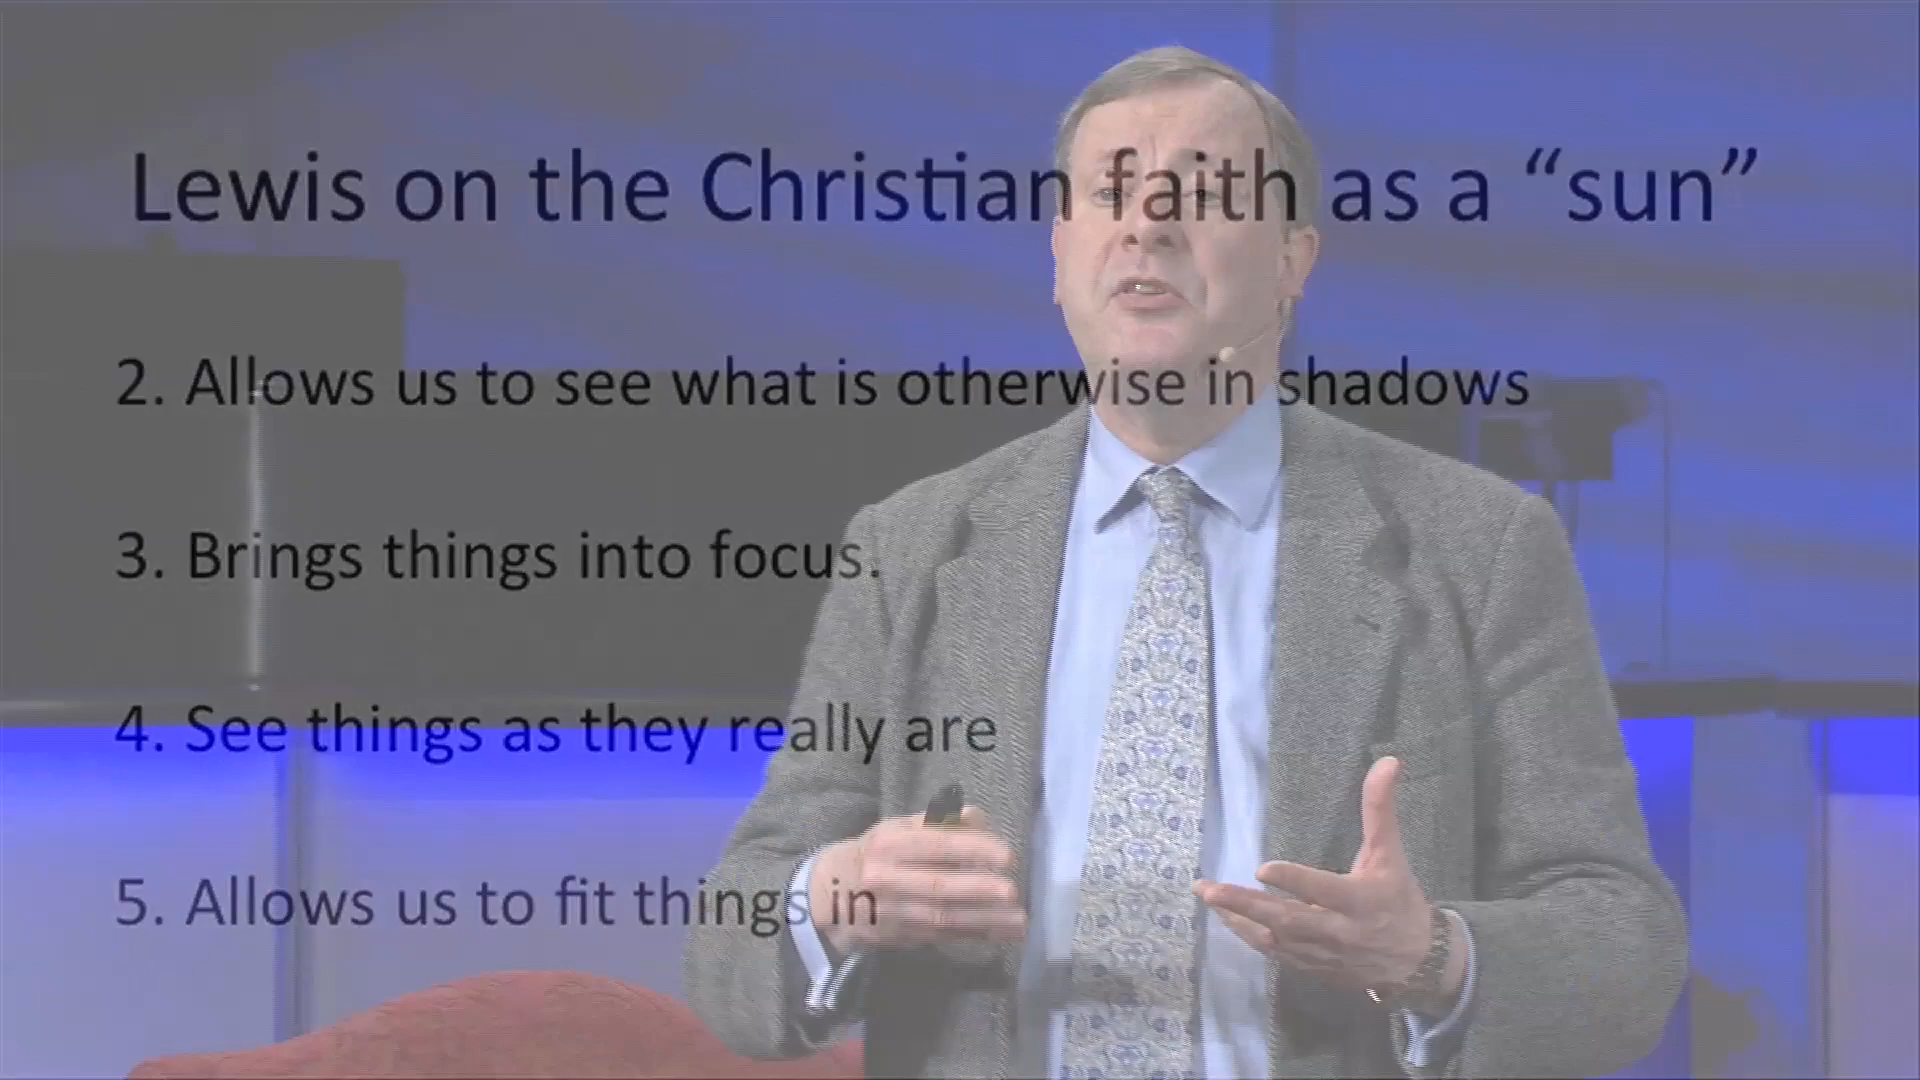 Lewis on the Christian faith as a “sun”
2. Allows us to see what is otherwise in shadows
3. Brings things into focus.
4. See things as they really are
5. Allows us to fit things in